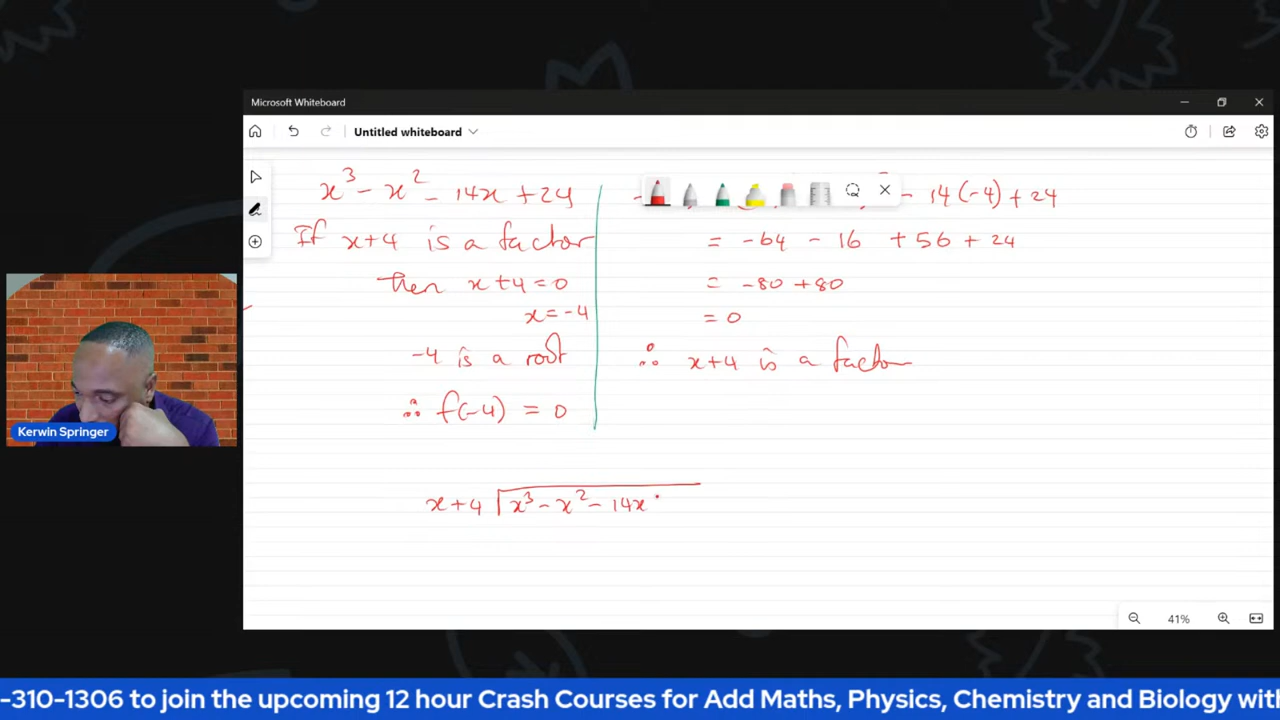 Microsoft Whiteboard
Untitled whiteboard
x³ - x² - 14x + 24
If x+4 is a factor
then x+4=0
x=-4
-4 is a root
∴ f(-4) = 0
- 14(-4) + 24
= -64 - 16 + 56 + 24
= -80 + 80
= 0
∴ x+4 is a factor
x+4 x³ - x² - 14x
41%
Kerwin Springer
-310-1306 to join the upcoming 12 hour Crash Courses for Add Maths, Physics, Chemistry and Biology with